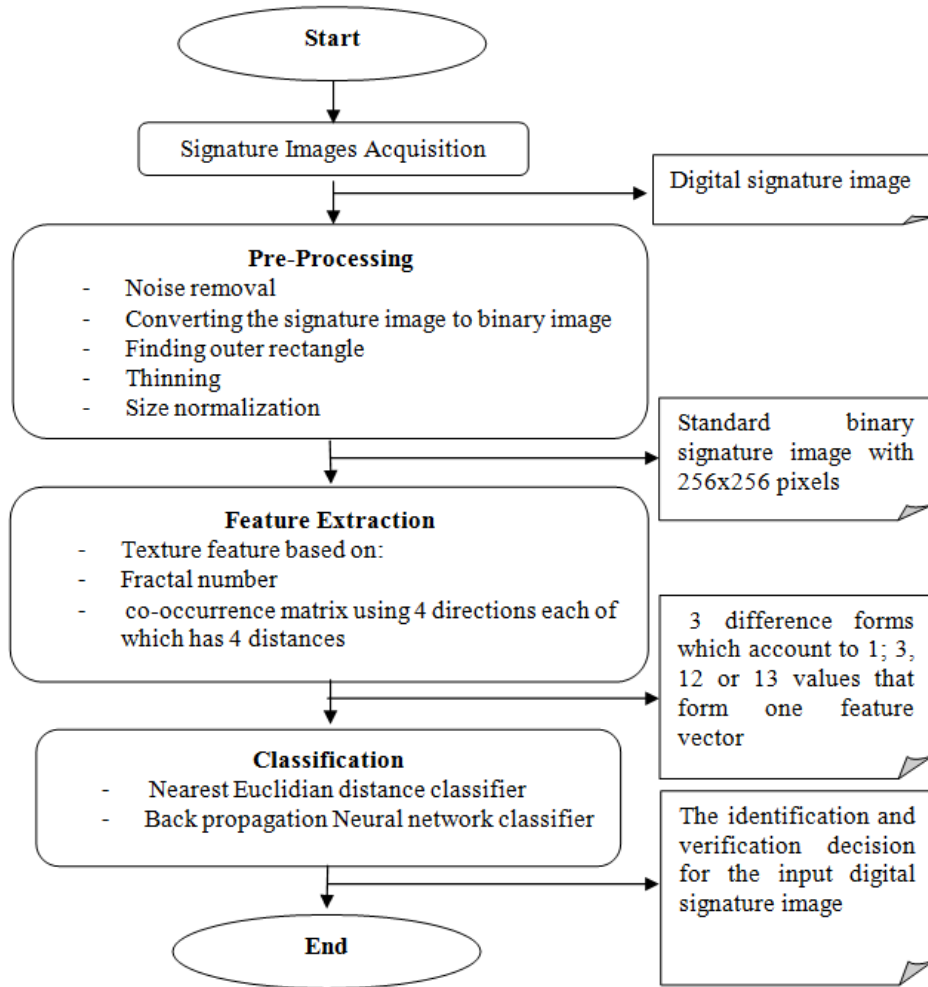 Start
Signature Images Acquisition
Digital signature image
Pre-Processing
- Noise removal
- Converting the signature image to binary image
- Finding outer rectangle
- Thinning
- Size normalization
Standard binary
signature image with
256x256 pixels
Feature Extraction
- Texture feature based on:
- Fractal number
- co-occurrence matrix using 4 directions each of
which has 4 distances
3 difference forms
which account to 1; 3,
12 or 13 values that
form one feature
vector
Classification
- Nearest Euclidian distance classifier
- Back propagation Neural network classifier
The identification and
verification decision
for the input digital
signature image
End